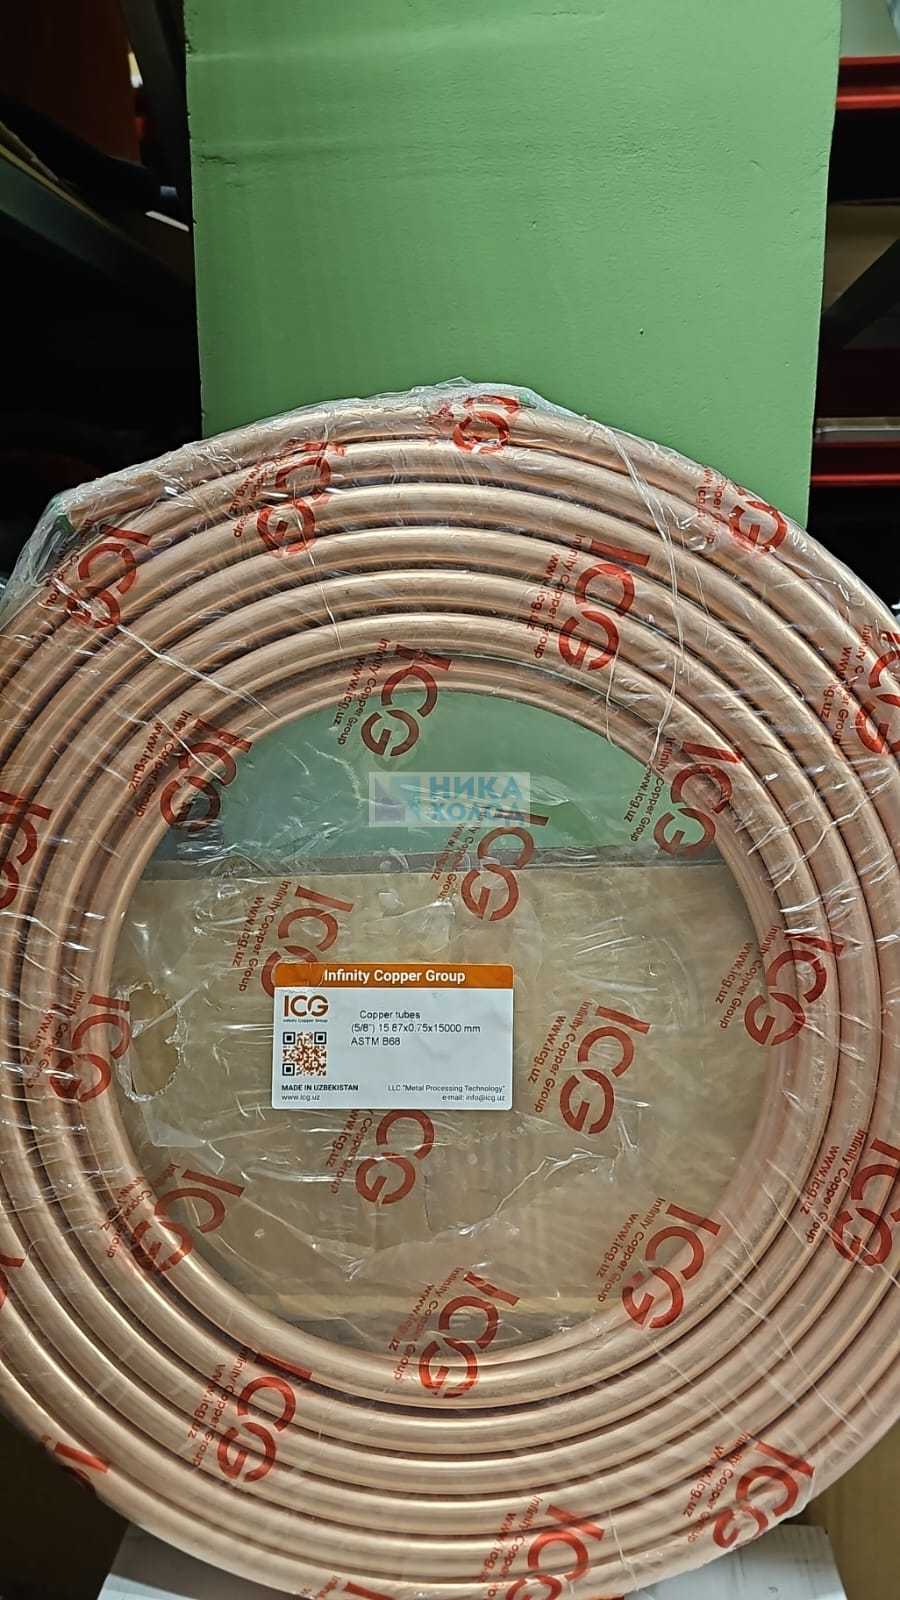 ICG
Infinity Copper Group
www.icg.uz
НИКА
ХОЛОД
Infinity Copper Group
ICG
Infinity Copper Group
Copper tubes
(5/8") 15.87x0.75x15000 mm
ASTM B68
MADE IN UZBEKISTAN
www.icg.uz
LLC."Metal Processing Technology"
e-mail: info@icg.uz